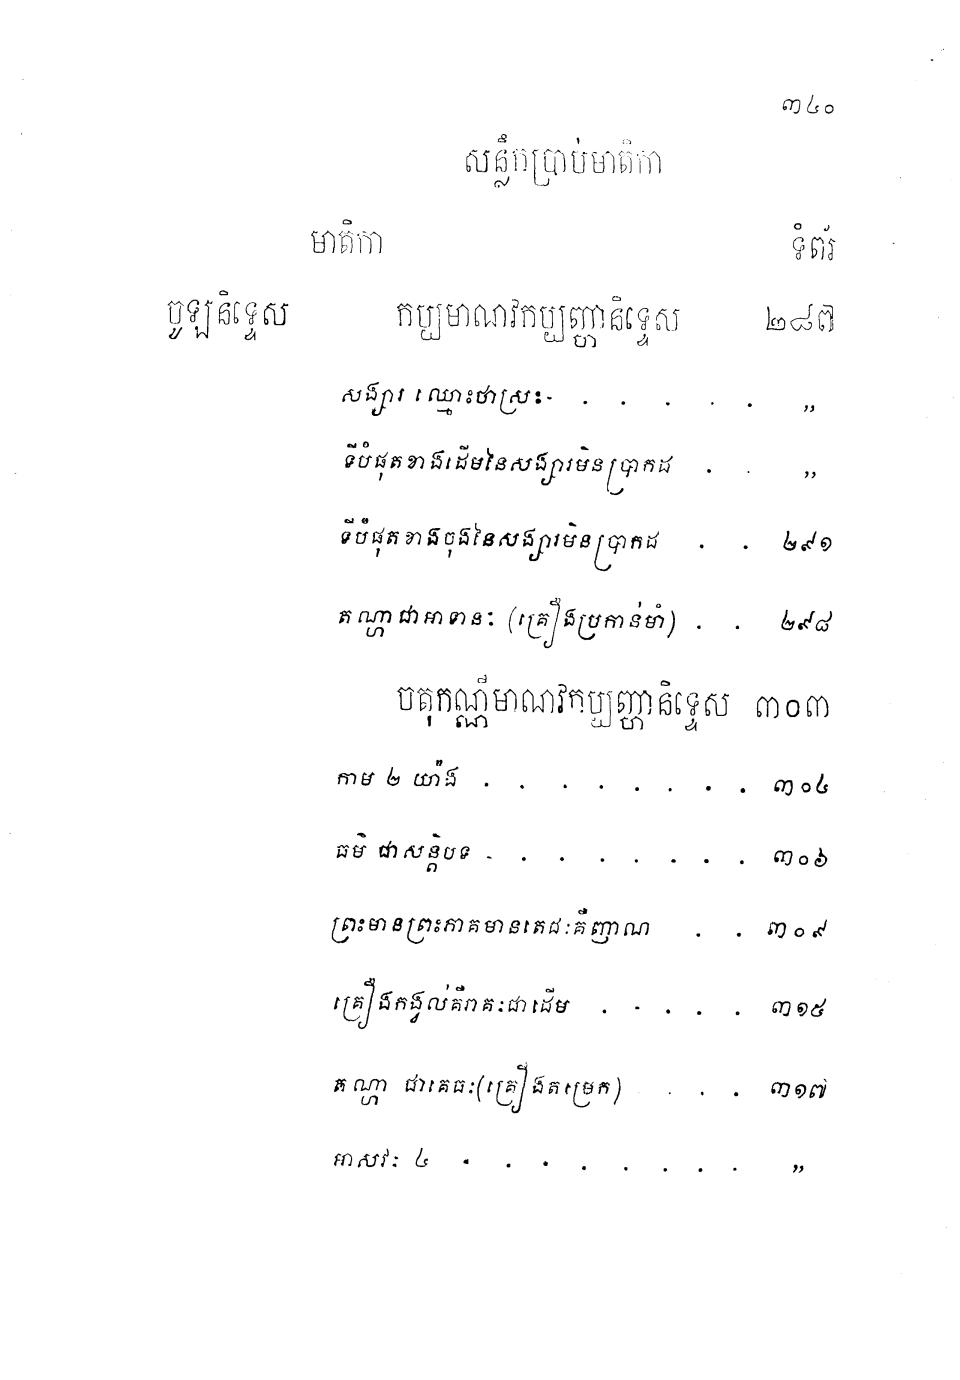 ៣៤០
សន្លឹកប្រាប់មាតិកា
មាតិកា ទំព័រ
ចូឡនិទ្ទេស កប្បមាណវកប្បញ្ហានិទ្ទេស ២៨៧
សង្សារ ឈ្មោះថាស្រះ . . . . . . ,,
ទីបំផុតខាងដើមនៃសង្សារមិនប្រាកដ . . ,,
ទីបំផុតខាងចុងនៃសង្សារមិនប្រាកដ . . ២៩១
តណ្ហាជាអាទានៈ (គ្រឿងប្រកាន់មាំ) . . ២៩៨
ចតុកណ្ណីមាណវកប្បញ្ហានិទ្ទេស ៣០៣
កាម ២ យ៉ាង . . . . . . . . ៣០៤
ធម៌ ជាសន្តិបទ . . . . . . . . ៣០៦
ព្រះមានព្រះភាគមានតេជៈគឺញាណ . . ៣០៩
គ្រឿងកង្វល់គឺរាគៈជាដើម . . . . . ៣១៥
តណ្ហា ជាគេធៈ(គ្រឿងតម្រេក) . . . ៣១៧
អាសវៈ ៤ . . . . . . . . ,,